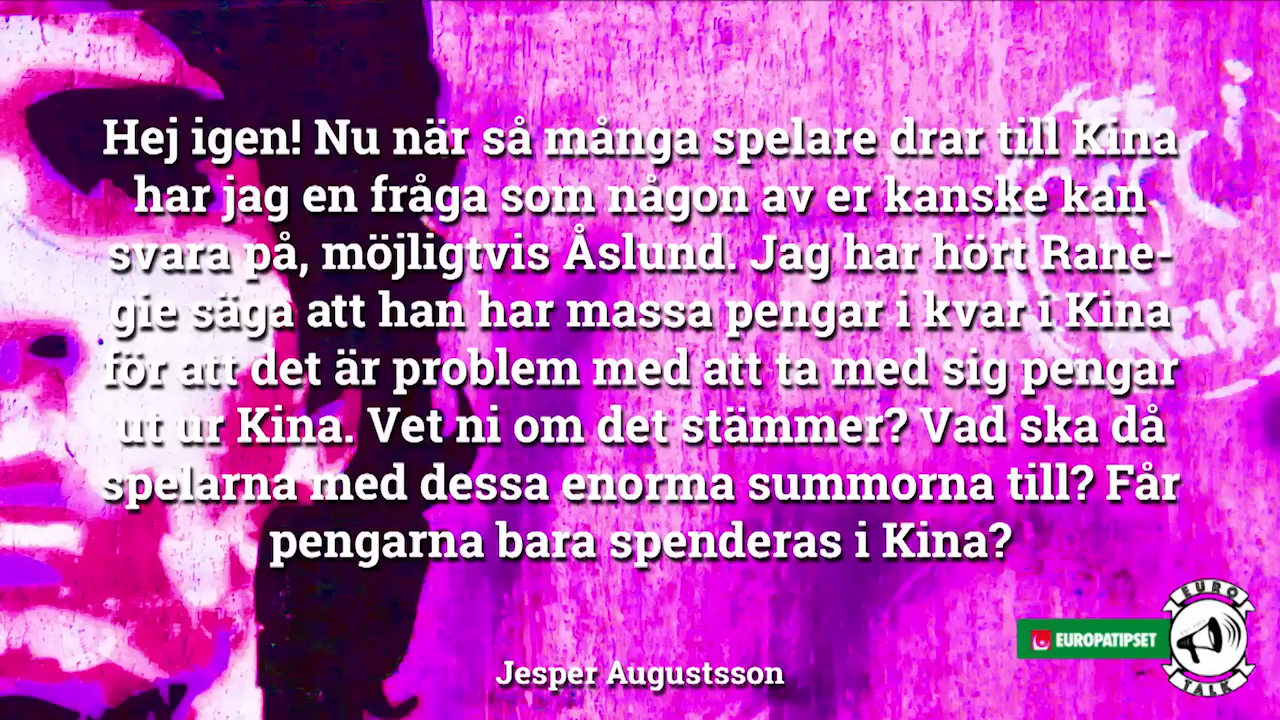 Hej igen! Nu när så många spelare drar till Kina
har jag en fråga som någon av er kanske kan
svara på, möjligtvis Åslund. Jag har hört Rane-
gie säga att han har massa pengar i kvar i Kina
för att det är problem med att ta med sig pengar
ut ur Kina. Vet ni om det stämmer? Vad ska då
spelarna med dessa enorma summorna till? Får
pengarna bara spenderas i Kina?
EURO
EUROPATIPSET
TALK
Jesper Augustsson